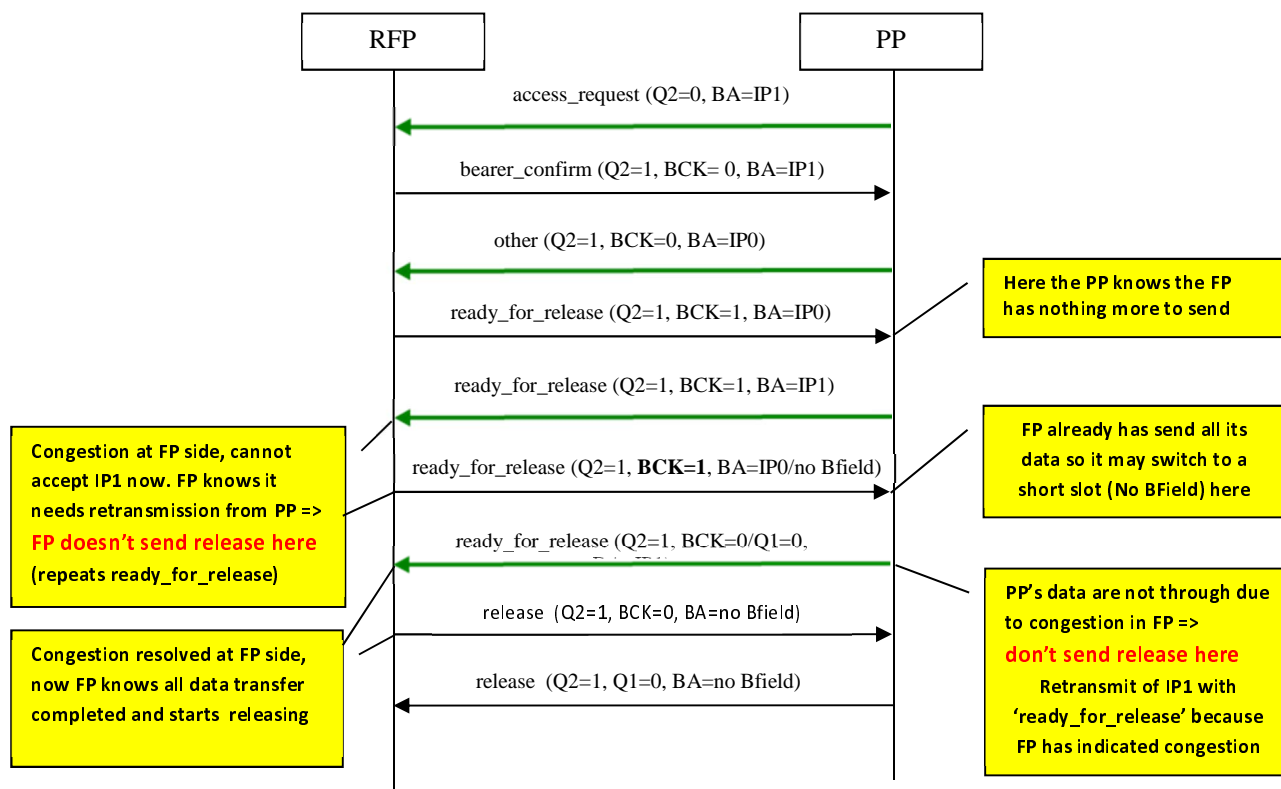 RFP
PP
access_request (Q2=0, BA=IP1)
bearer_confirm (Q2=1, BCK= 0, BA=IP1)
other (Q2=1, BCK=0, BA=IP0)
Here the PP knows the FP
has nothing more to send
ready_for_release (Q2=1, BCK=1, BA=IP0)
ready_for_release (Q2=1, BCK=1, BA=IP1)
Congestion at FP side, cannot
accept IP1 now. FP knows it
needs retransmission from PP =>
FP doesn't send release here
(repeats ready_for_release)
ready_for_release (Q2=1, BCK=1, BA=IP0/no Bfield)
FP already has send all its
data so it may switch to a
short slot (No BField) here
ready_for_release (Q2=1, BCK=0/Q1=0,
PP's data are not through due
to congestion in FP =>
don't send release here
Retransmit of IP1 with
'ready_for_release' because
FP has indicated congestion
release (Q2=1, BCK=0, BA=no Bfield)
Congestion resolved at FP side,
now FP knows all data transfer
completed and starts releasing
release (Q2=1, Q1=0, BA=no Bfield)